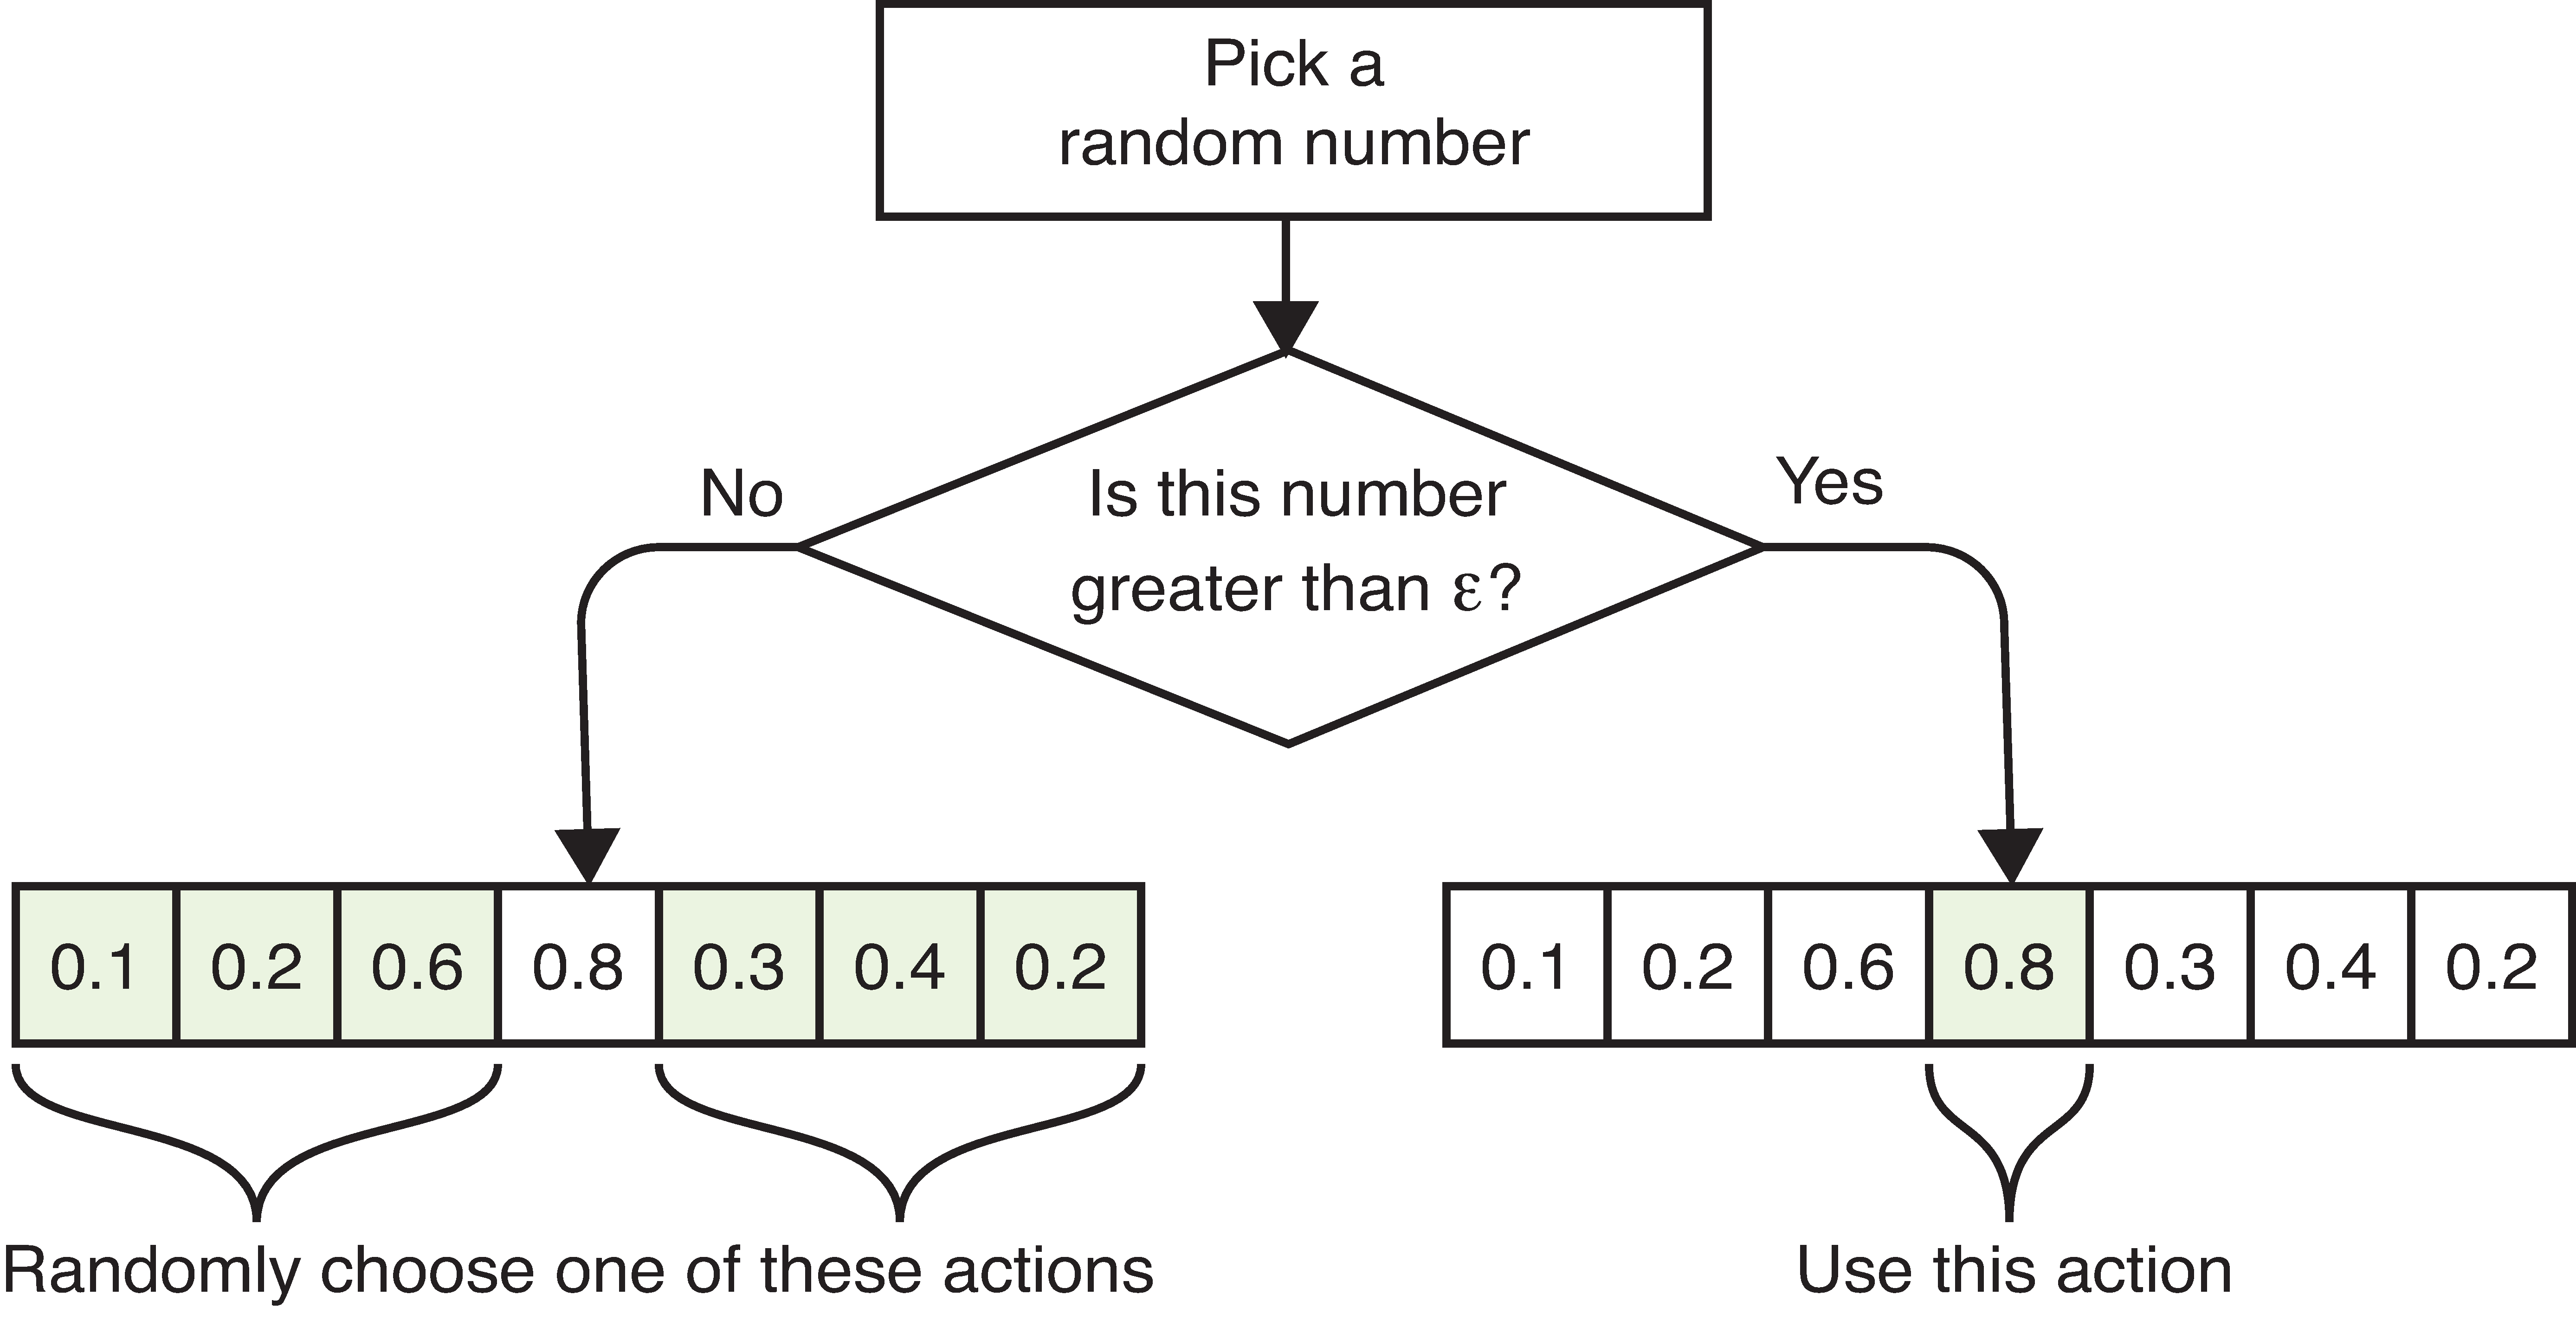 Pick a
random number
No
Is this number
greater than ε?
Yes
0.1 0.2 0.6 0.8 0.3 0.4 0.2
0.1 0.2 0.6 0.8 0.3 0.4 0.2
Randomly choose one of these actions
Use this action